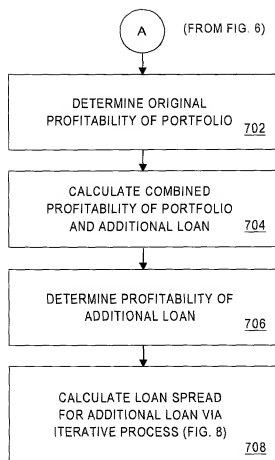 A
(FROM FIG. 6)
DETERMINE ORIGINAL
PROFITABILITY OF PORTFOLIO
702
CALCULATE COMBINED
PROFITABILITY OF PORTFOLIO
AND ADDITIONAL LOAN
704
DETERMINE PROFITABILITY OF
ADDITIONAL LOAN
706
CALCULATE LOAN SPREAD
FOR ADDITIONAL LOAN VIA
ITERATIVE PROCESS (FIG. 8)
708